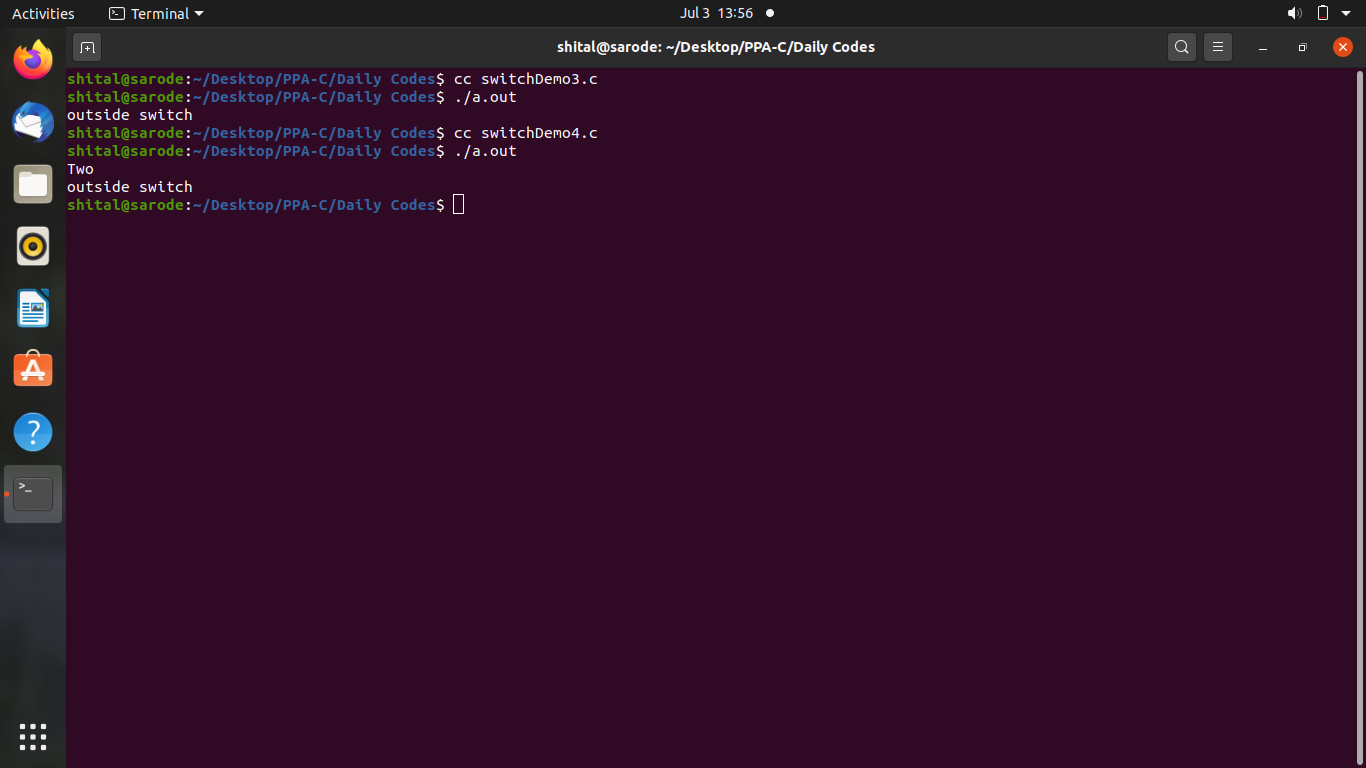 Activities
Terminal
Jul 3 13:56
shital@sarode: ~/Desktop/PPA-C/Daily Codes
shital@sarode:~/Desktop/PPA-C/Daily Codes$ cc switchDemo3.c
shital@sarode:~/Desktop/PPA-C/Daily Codes$ ./a.out
outside switch
shital@sarode:~/Desktop/PPA-C/Daily Codes$ cc switchDemo4.c
shital@sarode:~/Desktop/PPA-C/Daily Codes$ ./a.out
Two
outside switch
shital@sarode:~/Desktop/PPA-C/Daily Codes$